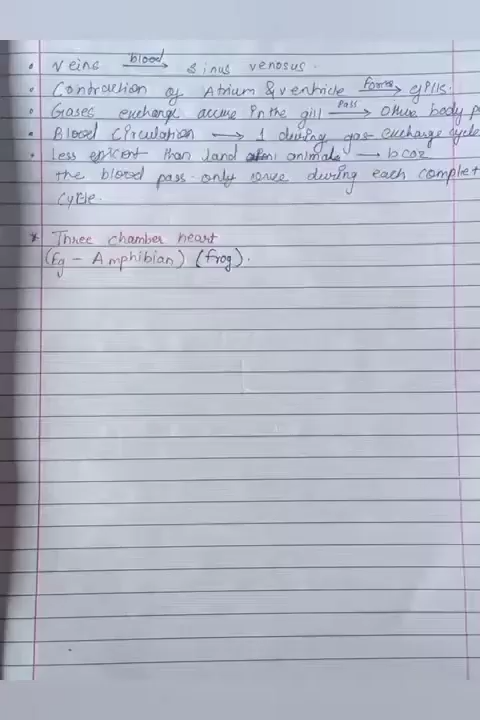 • Veins blood→ sinus venosus.
• Contraction of Atrium & ventricle Forms→ gills.
• Gases exchange accure in the gill Pass→ Other body p
• Blood Circulation → 1 during gas exchange cycle
• Less efficent than land animals → bcoz
the blood pass only once during each complet
cycle.
* Three chamber heart
(Eg - Amphibian) (frog).